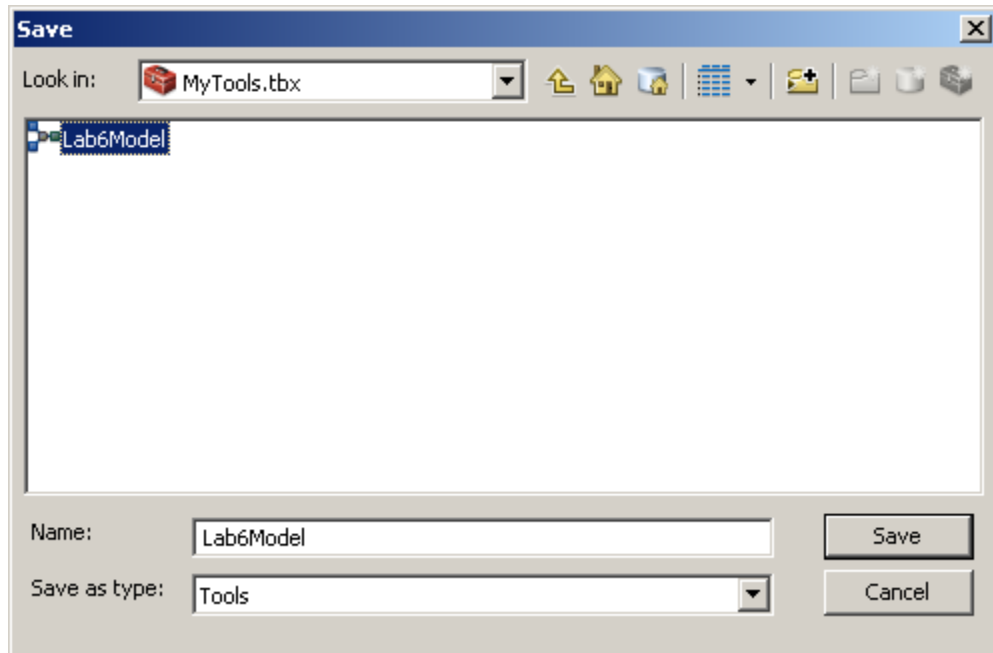 Save
Look in: MyTools.tbx
Lab6Model
Name: Lab6Model Save
Save as type: Tools Cancel